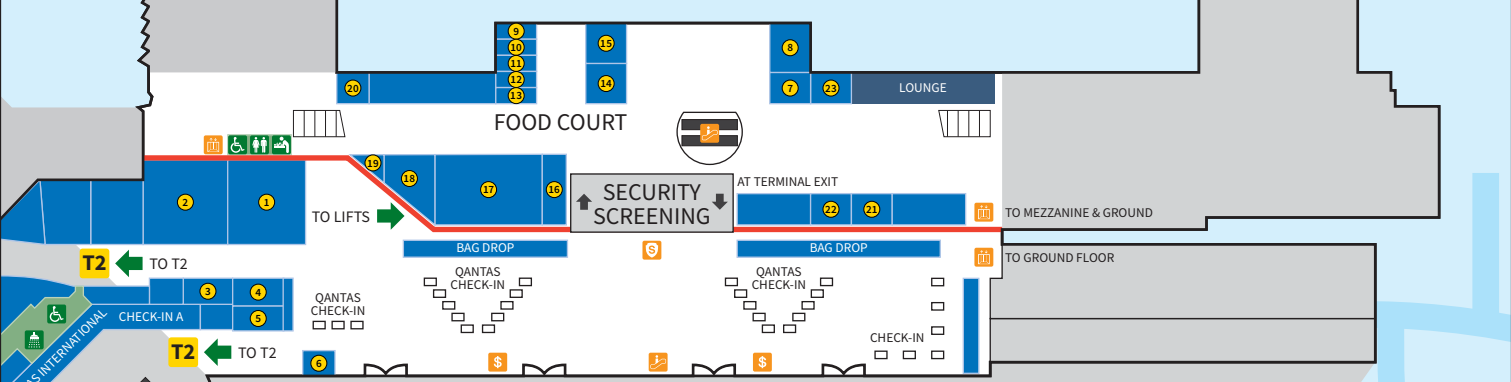 9
10
11
12
13
15
14
8
7
23
LOUNGE
20
FOOD COURT
19
18
17
16
2
1
SECURITY
SCREENING
AT TERMINAL EXIT
22
21
TO LIFTS
TO MEZZANINE & GROUND
TO GROUND FLOOR
T2
TO T2
BAG DROP
S
BAG DROP
QANTAS
CHECK-IN
QANTAS
CHECK-IN
3
4
QANTAS
CHECK-IN
CHECK-IN A
5
AS INTERNATIONAL
CHECK-IN
T2
TO T2
6
$
$